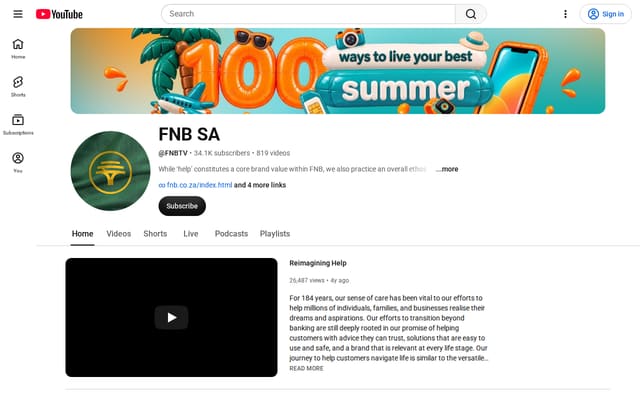 YouTube
Search
Sign in
Home
Shorts
Subscriptions
You
100
ways to live your best
summer
FNB SA
@FNBTV • 34.1K subscribers • 819 videos
While 'help' constitutes a core brand value within FNB, we also practice an overall ethos ...more
fnb.co.za/index.html and 4 more links
Subscribe
Home Videos Shorts Live Podcasts Playlists
Reimagining Help
26,487 views • 4y ago
For 184 years, our sense of care has been vital to our efforts to
help millions of individuals, families, and businesses realise their
dreams and aspirations. Our efforts to transition beyond
banking are still deeply rooted in our promise of helping
customers with advice they can trust, solutions that are easy to
use and safe, and a brand that is relevant at every life stage. Our
journey to help customers navigate life is similar to the versatile...
READ MORE